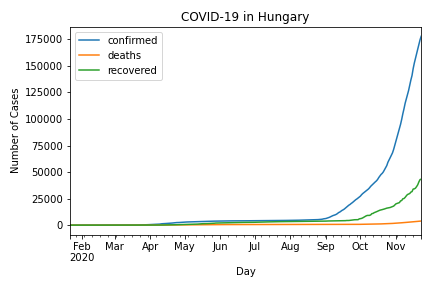 COVID-19 in Hungary
confirmed
deaths
recovered
Number of Cases
175000
150000
125000
100000
75000
50000
25000
0
Feb Mar Apr May Jun Jul Aug Sep Oct Nov
2020
Day